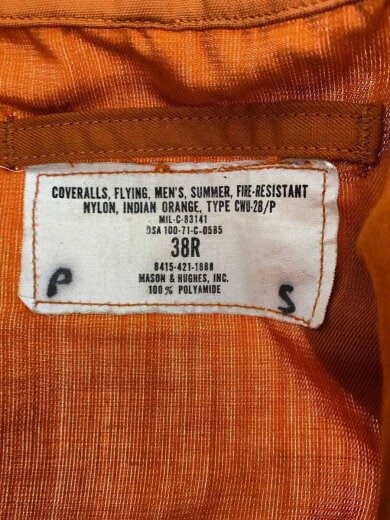 COVERALLS, FLYING, MEN'S, SUMMER, FIRE-RESISTANT
NYLON, INDIAN ORANGE, TYPE CWU-28/P
MIL-C-83141
DSA 100-71-C-0585
38R
8415-421-1888
MASON & HUGHES, INC.
100% POLYAMIDE
P
S